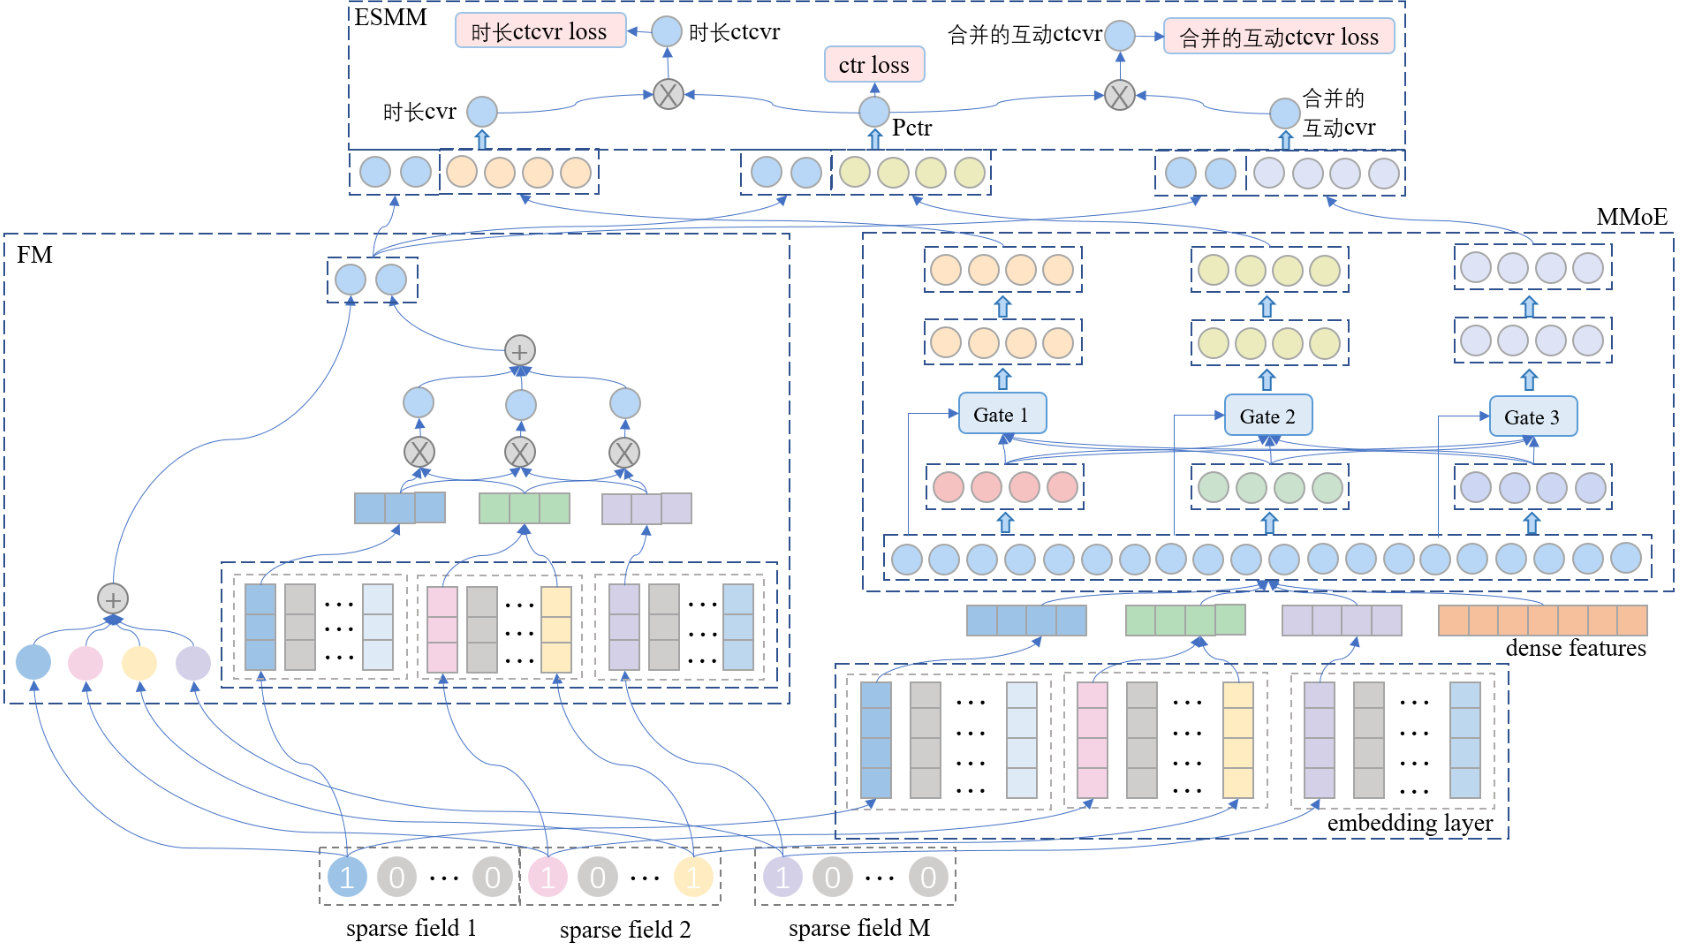 ESMM
时长ctcvr loss
时长ctcvr
合并的互动ctcvr
合并的互动ctcvr loss
ctr loss
X
X
时长cvr
Pctr
合并的
互动cvr
MMoE
FM
+
Gate 1
Gate 2
Gate 3
X
X
X
+
...
...
...
...
...
...
...
...
...
dense features
...
...
...
...
...
...
...
...
...
...
...
...
embedding layer
1 0 ... 0
1 0 ... 1
1 0 ... 0
sparse field 1
sparse field 2
sparse field M